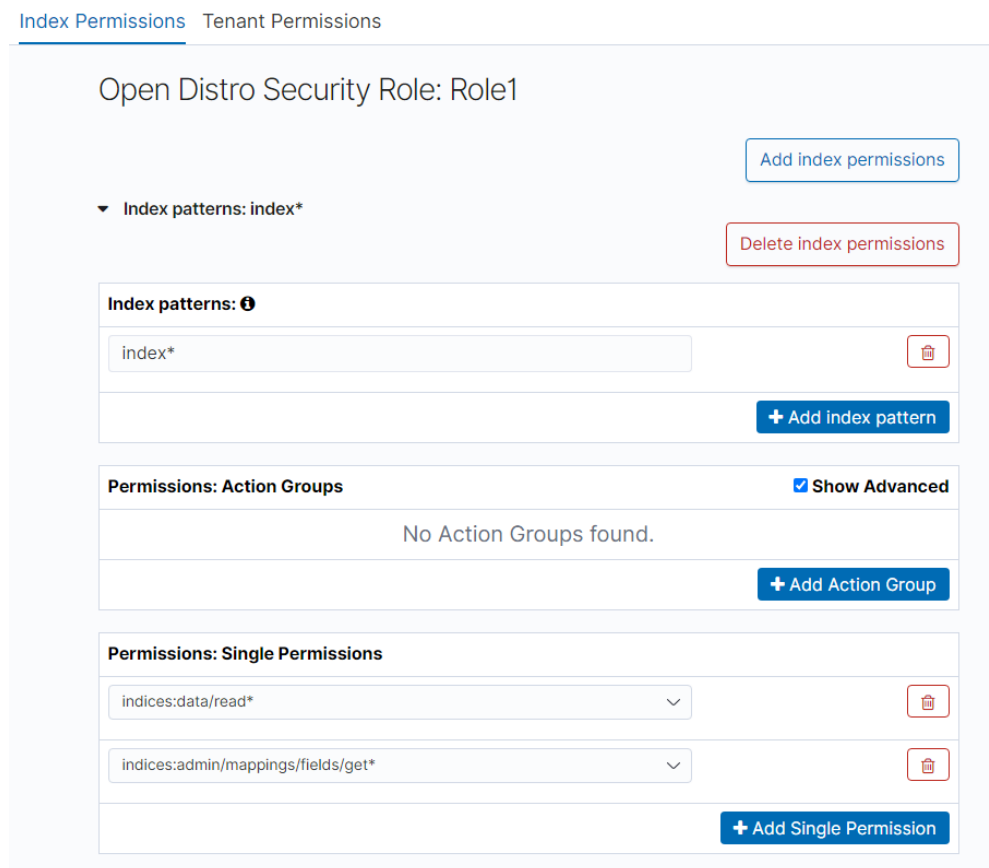 Index Permissions Tenant Permissions
Open Distro Security Role: Role1
Add index permissions
Index patterns: index*
Delete index permissions
Index patterns:
index*
Add index pattern
Permissions: Action Groups Show Advanced
No Action Groups found.
Add Action Group
Permissions: Single Permissions
indices:data/read*
indices:admin/mappings/fields/get*
Add Single Permission